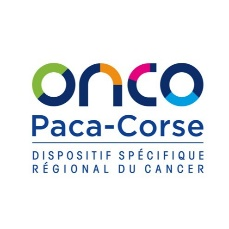 onco
Paca-Corse
DISPOSITIF SPÉCIFIQUE
RÉGIONAL DU CANCER